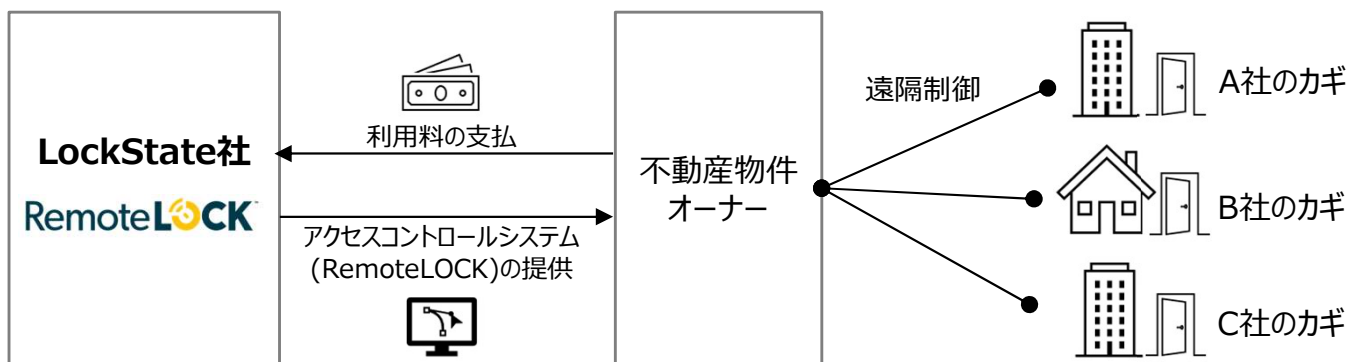 LockState社
RemoteLOCK
利用料の支払
アクセスコントロールシステム
(RemoteLOCK)の提供
不動産物件
オーナー
遠隔制御
A社のカギ
B社のカギ
C社のカギ